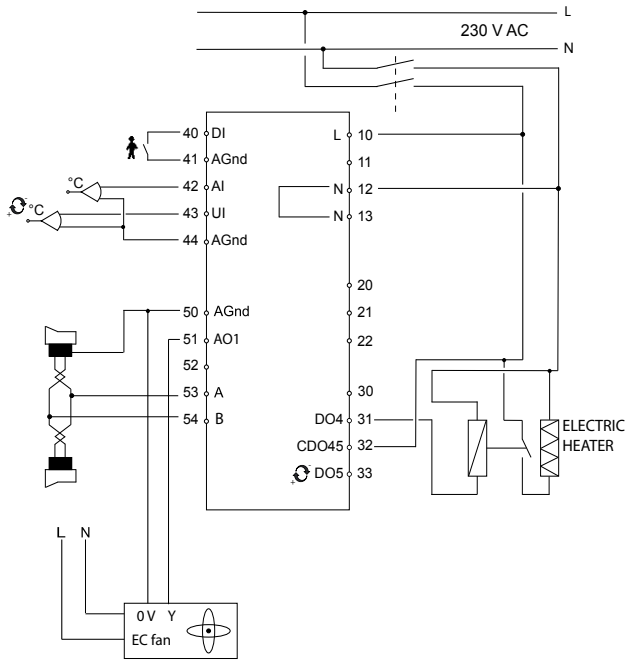 L
230 V AC
N
40 DI
41 AGnd
°C
42 AI
°C
43 UI
44 AGnd
L 10
11
N 12
N 13
20
21
22
50 AGnd
51 AO1
52
53 A
54 B
30
DO4 31
CDO45 32
DO5 33
ELECTRIC
HEATER
L N
0 V Y
EC fan